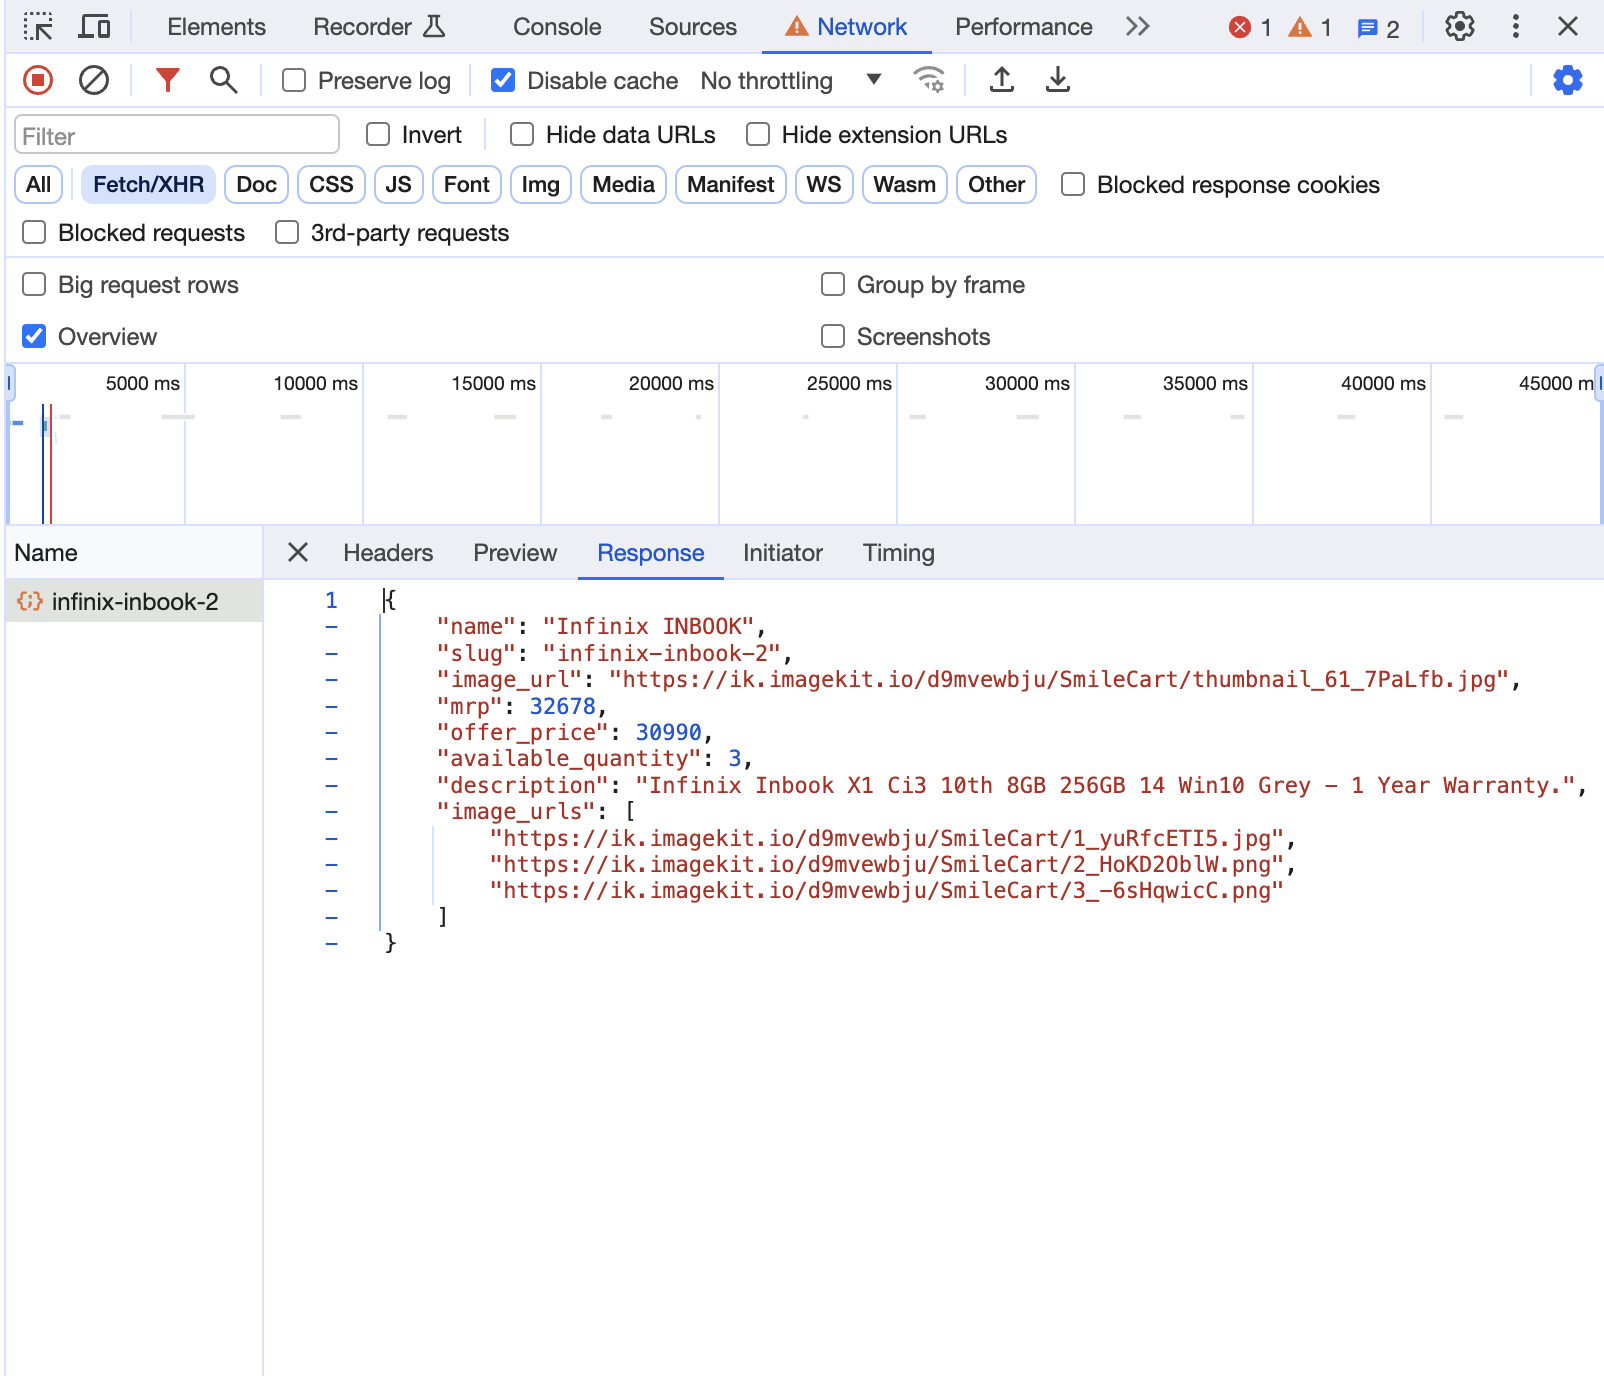 Elements Recorder Console Sources Network Performance 1 1 2
Preserve log Disable cache No throttling
Filter Invert Hide data URLs Hide extension URLs
All Fetch/XHR Doc CSS JS Font Img Media Manifest WS Wasm Other Blocked response cookies
Blocked requests 3rd-party requests
Big request rows Group by frame
Overview Screenshots
5000 ms 10000 ms 15000 ms 20000 ms 25000 ms 30000 ms 35000 ms 40000 ms 45000 m
Name Headers Preview Response Initiator Timing
{;} infinix-inbook-2 1 {
– "name": "Infinix INBOOK",
– "slug": "infinix-inbook-2",
– "image_url": "https://ik.imagekit.io/d9mvewbju/SmileCart/thumbnail_61_7PaLfb.jpg",
– "mrp": 32678,
– "offer_price": 30990,
– "available_quantity": 3,
– "description": "Infinix Inbook X1 Ci3 10th 8GB 256GB 14 Win10 Grey – 1 Year Warranty.",
– "image_urls": [
– "https://ik.imagekit.io/d9mvewbju/SmileCart/1_yuRfcETI5.jpg",
– "https://ik.imagekit.io/d9mvewbju/SmileCart/2_HoKD2OblW.png",
– "https://ik.imagekit.io/d9mvewbju/SmileCart/3_-6sHqwicC.png"
– ]
– }